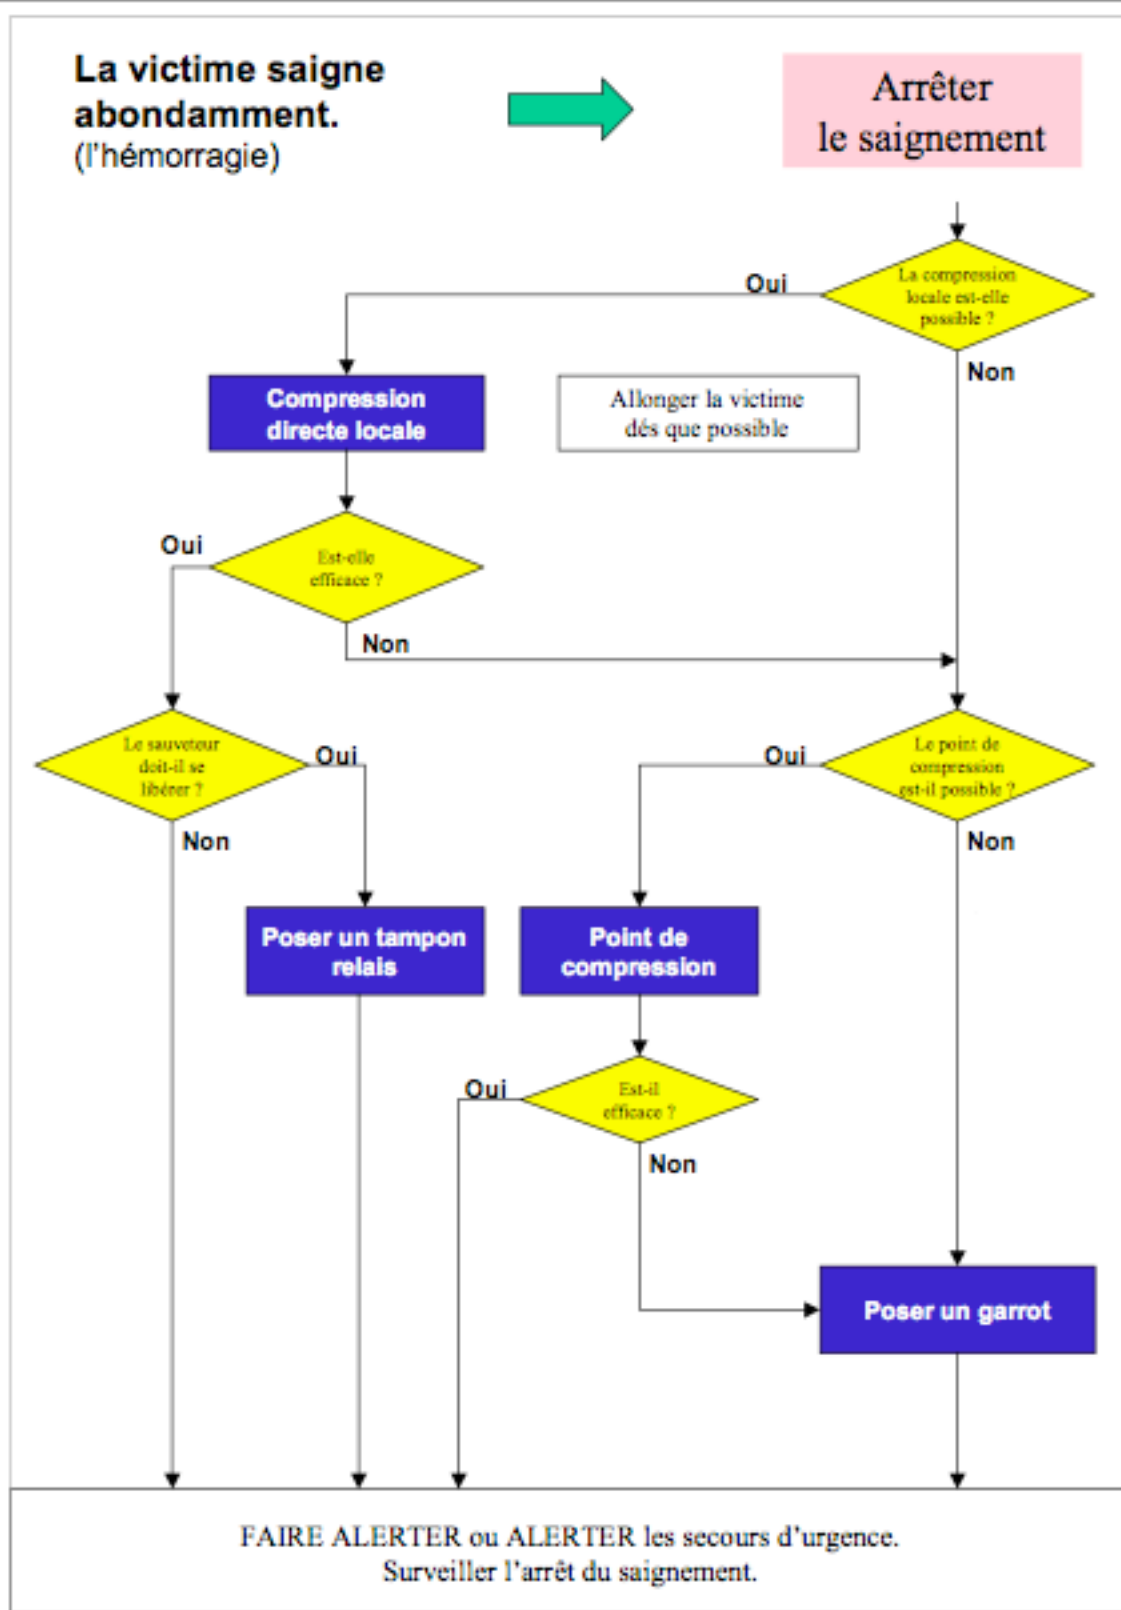 La victime saigne
abondamment.
(l'hémorragie)
Arrêter
le saignement
La compression
locale est-elle
possible ?
Oui
Non
Compression
directe locale
Allonger la victime
dés que possible
Est-elle
efficace ?
Oui
Non
Le sauveteur
doit-il se
libérer ?
Oui
Non
Le point de
compression
est-il possible ?
Oui
Non
Poser un tampon
relais
Point de
compression
Est-il
efficace ?
Oui
Non
Poser un garrot
FAIRE ALERTER ou ALERTER les secours d'urgence.
Surveiller l'arrêt du saignement.